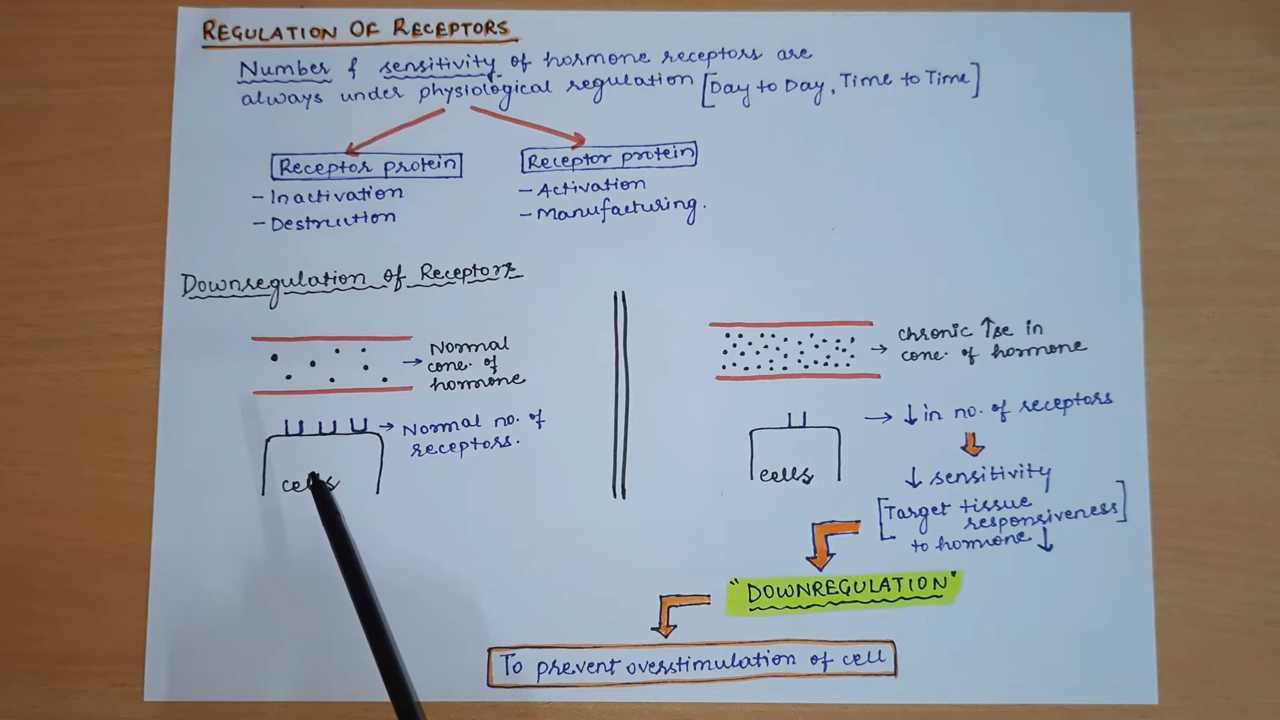 REGULATION OF RECEPTORS
Number & sensitivity of hormone receptors are
always under physiological regulation [Day to Day, Time to Time]
Receptor protein
- Inactivation
- Destruction
Receptor protein
- Activation
- Manufacturing.
Downregulation of Receptors
Normal
conc. of
hormone
Normal no. of
receptors.
cells
chronic ↑se in
conc. of hormone
↓ in no. of receptors
cells
↓ sensitivity
[Target tissue
responsiveness
to hormone ↓]
"DOWNREGULATION"
To prevent overstimulation of cell